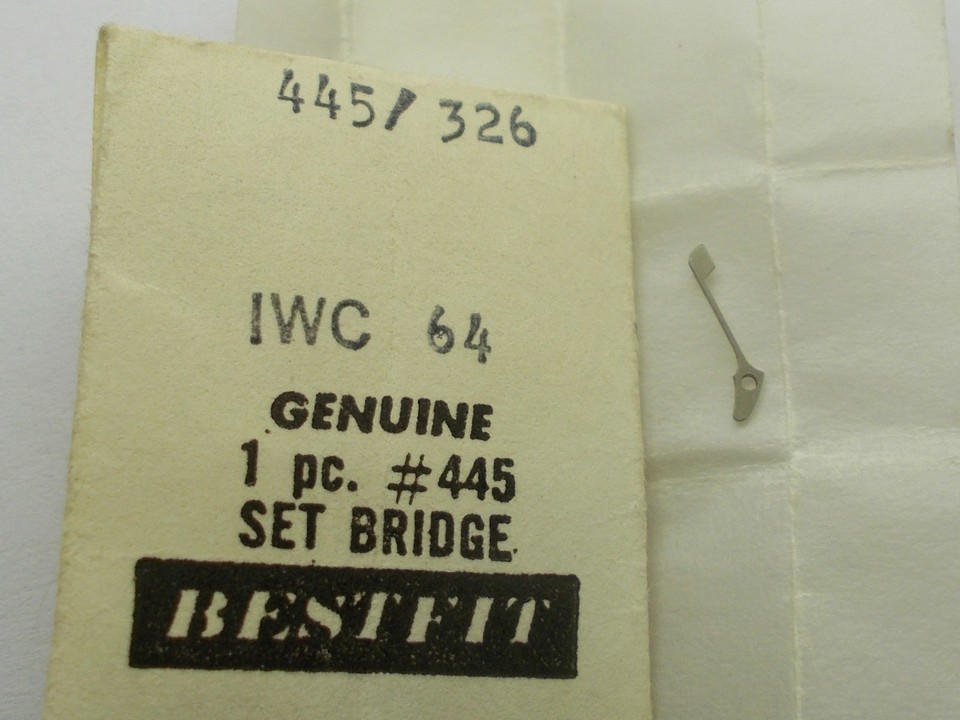 445/ 326
IWC 64
GENUINE
1 pc. #445
SET BRIDGE
BESTFIT